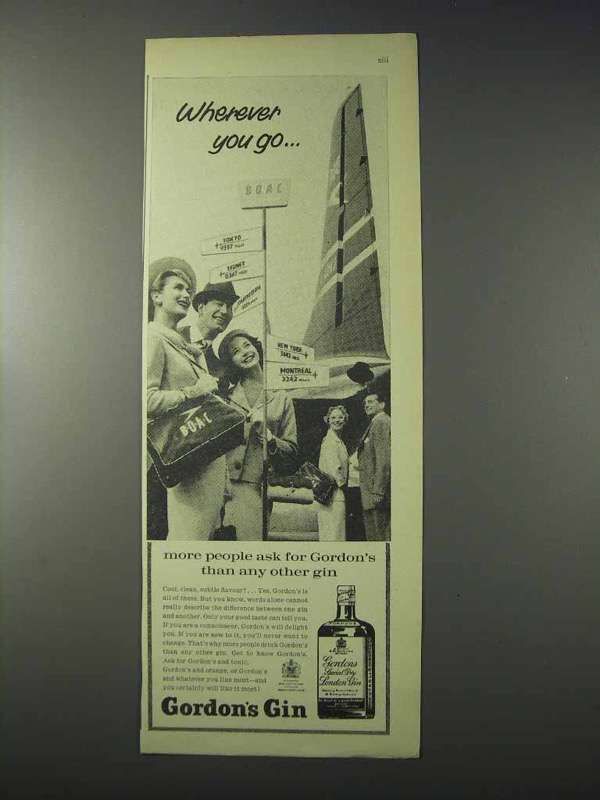 xiii
Wherever
you go...
BOAC
TOKYO
SYDNEY
NEW YORK
MONTREAL
3242 MILES
BOAC
more people ask for Gordon's
than any other gin
Cool, clean, subtle flavour? . . . Yes, Gordon's is
all of these. But you know, words alone cannot
really describe the difference between one gin
and another. Only your good taste can tell you.
If you are a connoisseur, Gordon's will delight
you. If you are new to it, you'll never want to
change. That's why more people drink Gordon's
than any other gin. Get to know Gordon's.
Ask for Gordon's and tonic,
Gordon's and orange, or Gordon's
and whatever you like most—and
you certainly will like it most!
Gordon's
Special Dry
London Gin
Gordon's Gin